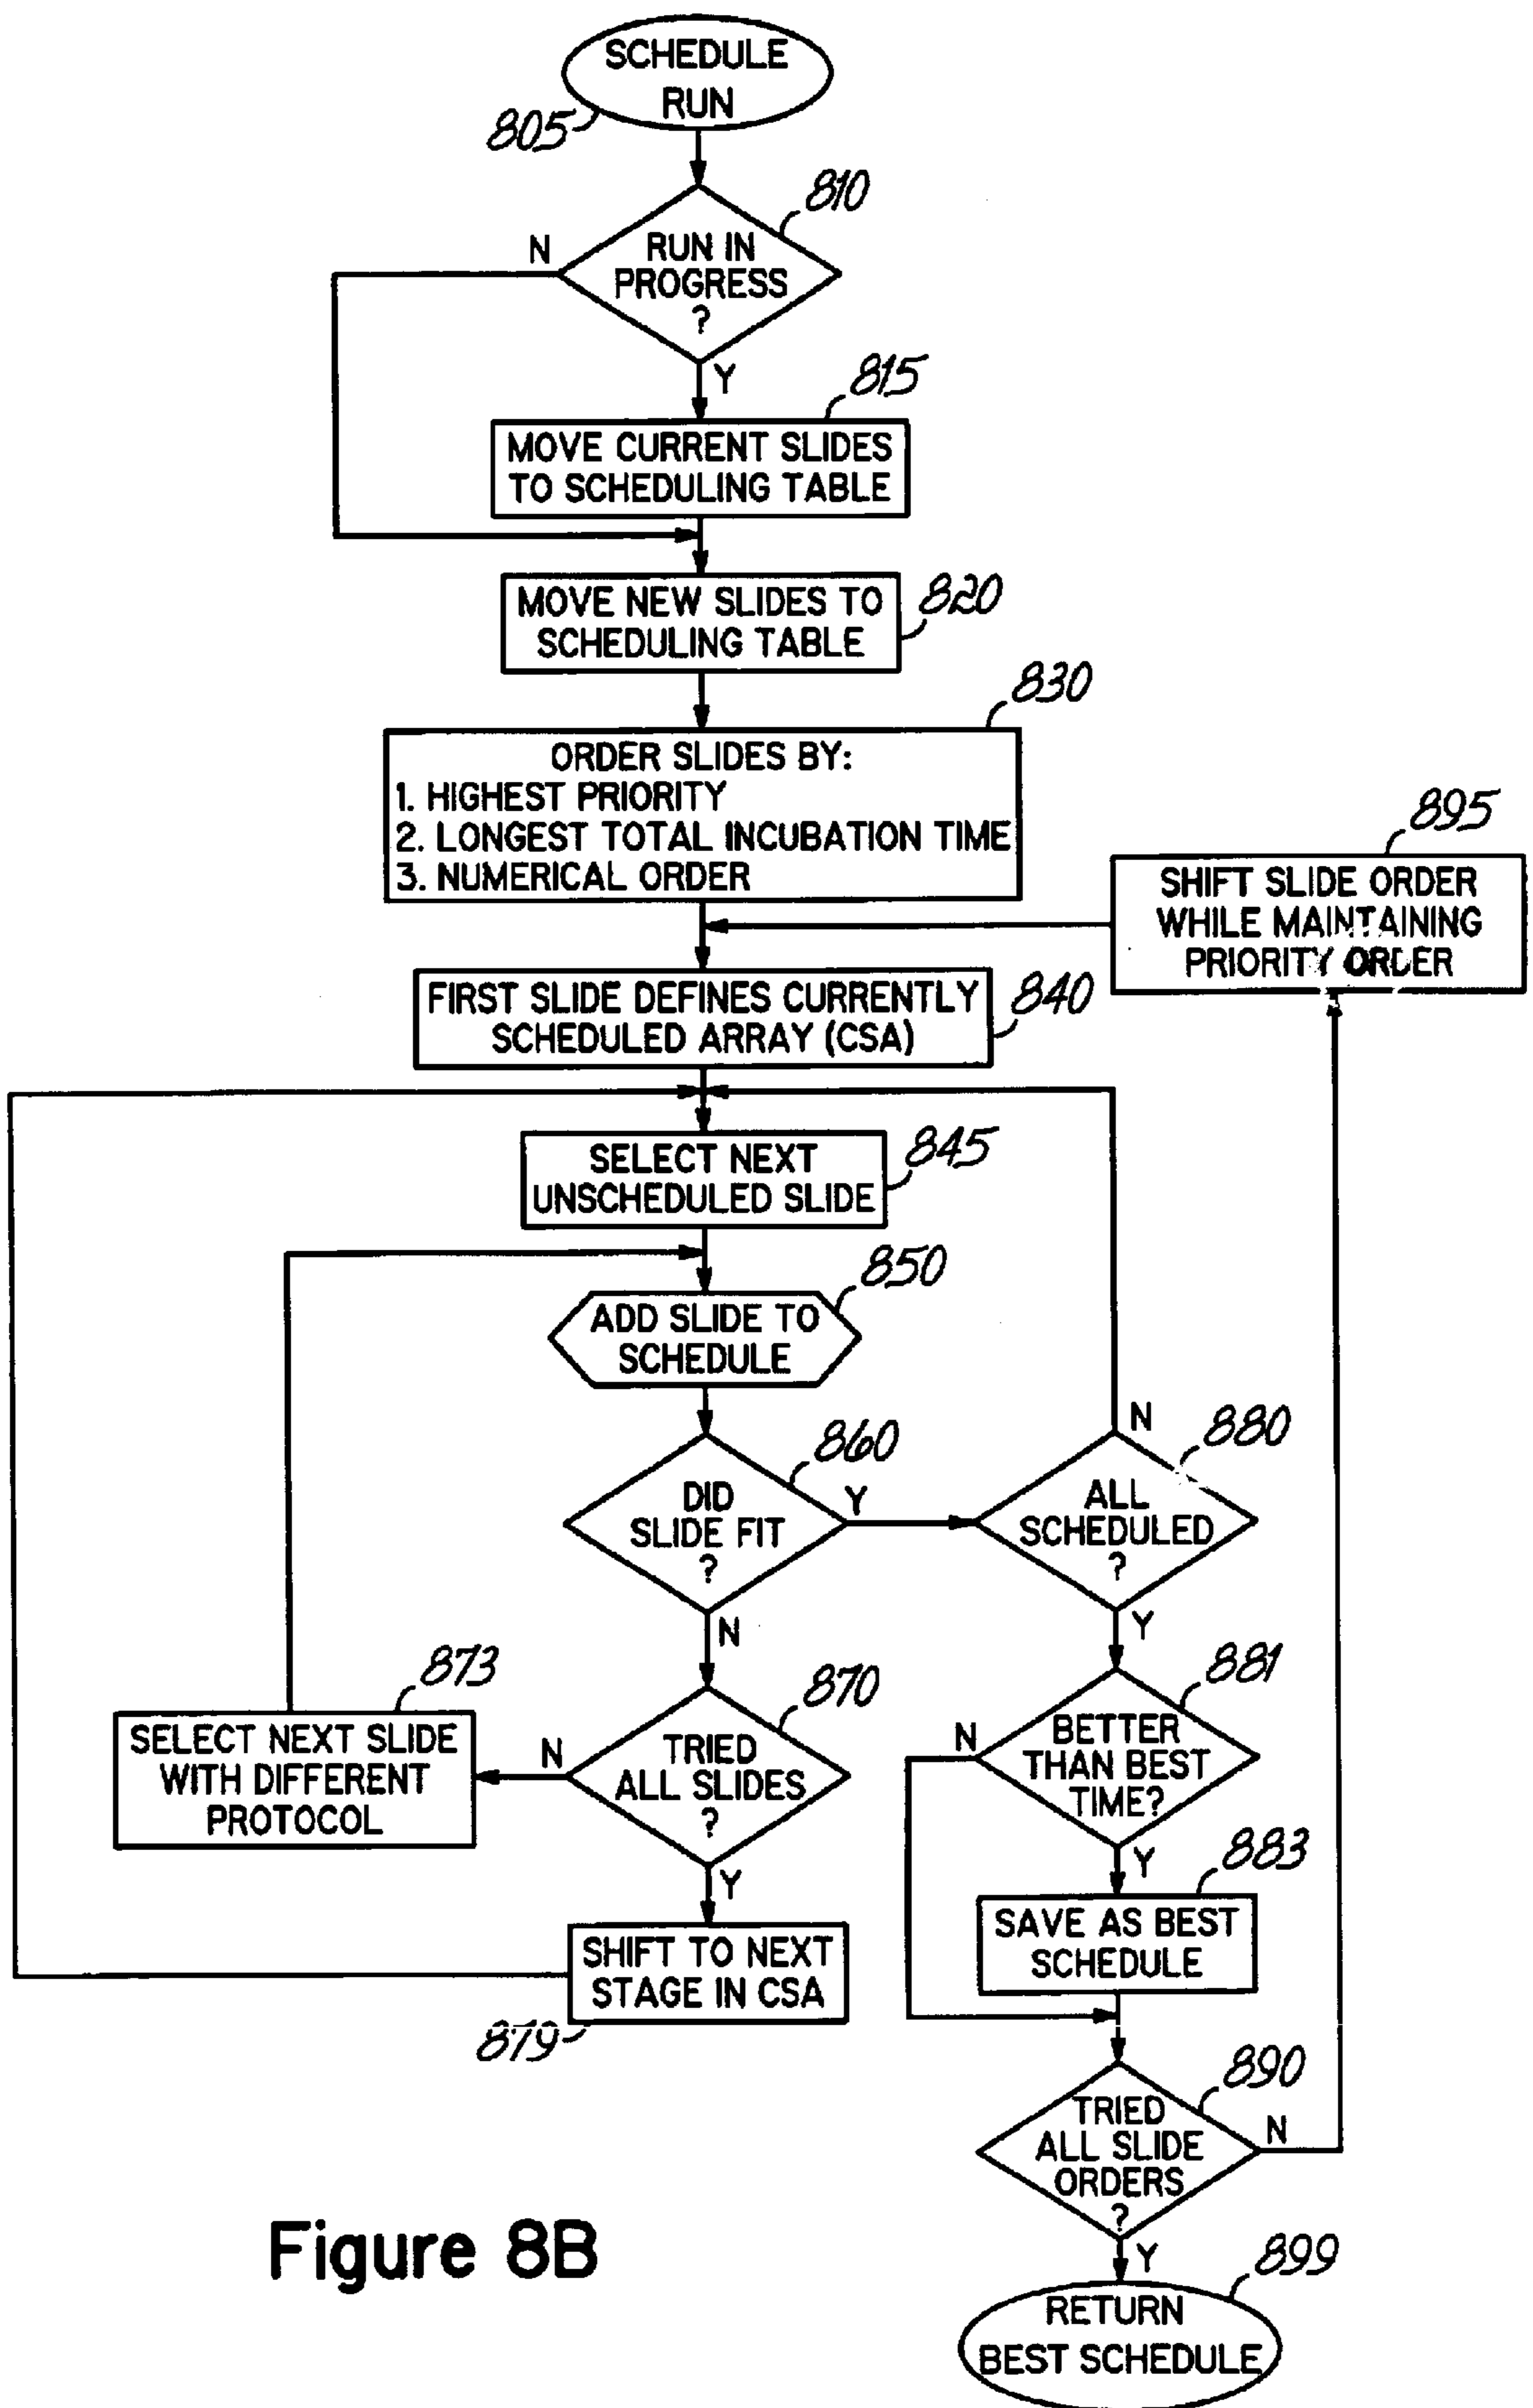 SCHEDULE
RUN
805
810
N
RUN IN
PROGRESS
?
Y
815
MOVE CURRENT SLIDES
TO SCHEDULING TABLE
MOVE NEW SLIDES TO
SCHEDULING TABLE
820
830
ORDER SLIDES BY:
1. HIGHEST PRIORITY
2. LONGEST TOTAL INCUBATION TIME
3. NUMERICAL ORDER
895
SHIFT SLIDE ORDER
WHILE MAINTAINING
PRIORITY ORDER
FIRST SLIDE DEFINES CURRENTLY
SCHEDULED ARRAY (CSA)
840
SELECT NEXT
UNSCHEDULED SLIDE
845
850
ADD SLIDE TO
SCHEDULE
860
DID
SLIDE FIT
?
Y
N
N
880
ALL
SCHEDULED
?
Y
873
SELECT NEXT SLIDE
WITH DIFFERENT
PROTOCOL
N
870
TRIED
ALL SLIDES
?
Y
881
N
BETTER
THAN BEST
TIME?
Y
883
SAVE AS BEST
SCHEDULE
SHIFT TO NEXT
STAGE IN CSA
879
890
TRIED
ALL SLIDE
ORDERS
?
N
Y
899
RETURN
BEST SCHEDULE
Figure 8B